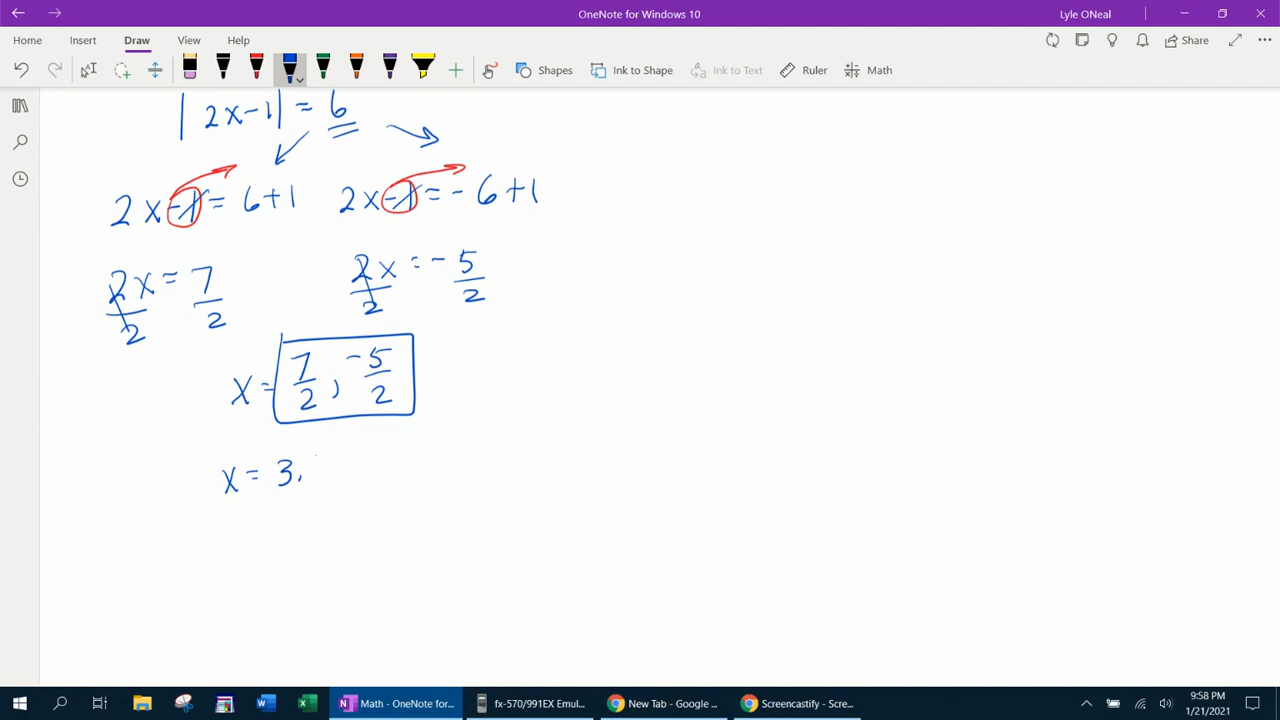 OneNote for Windows 10
Lyle ONeal
Home Insert Draw View Help
Share
Shapes Ink to Shape Ink to Text Ruler Math
|2x-1| = 6
2x-1 = 6+1 2x-1 = -6+1
2x = 7 2x = -5
2 2 2 2
x = 7/2, -5/2
x = 3.
Math - OneNote for... fx-570/991EX Emul... New Tab - Google ... Screencastify - Scre...
9:58 PM
1/21/2021